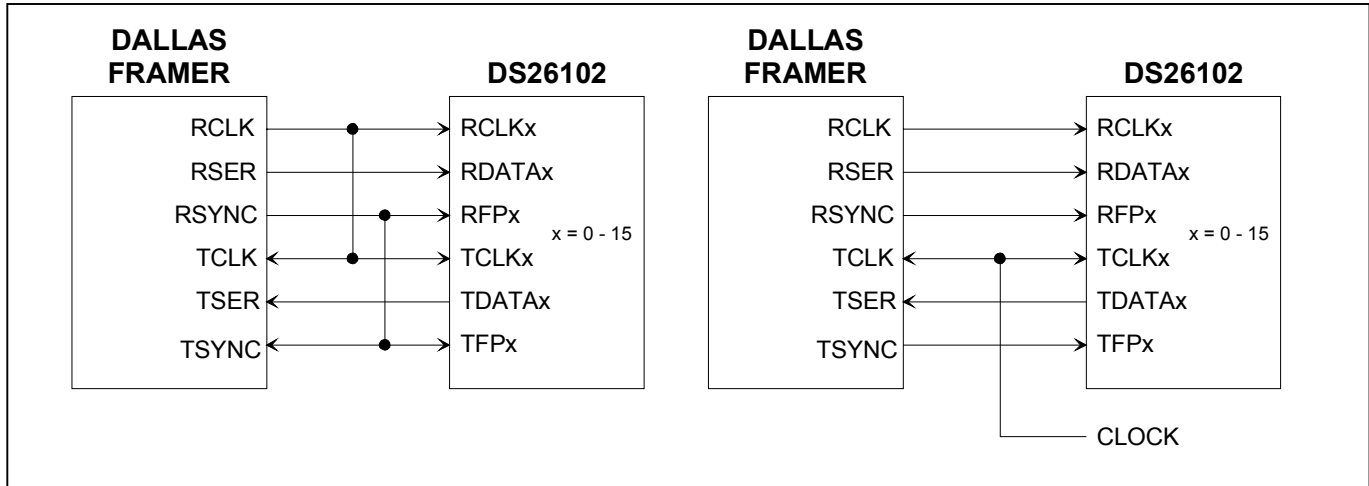 DALLAS
FRAMER
DS26102
RCLK
RSER
RSYNC
TCLK
TSER
TSYNC
RCLKx
RDATAx
RFPx
TCLKx
TDATAx
TFPx
x = 0 - 15
DALLAS
FRAMER
DS26102
RCLK
RSER
RSYNC
TCLK
TSER
TSYNC
RCLKx
RDATAx
RFPx
TCLKx
TDATAx
TFPx
x = 0 - 15
CLOCK